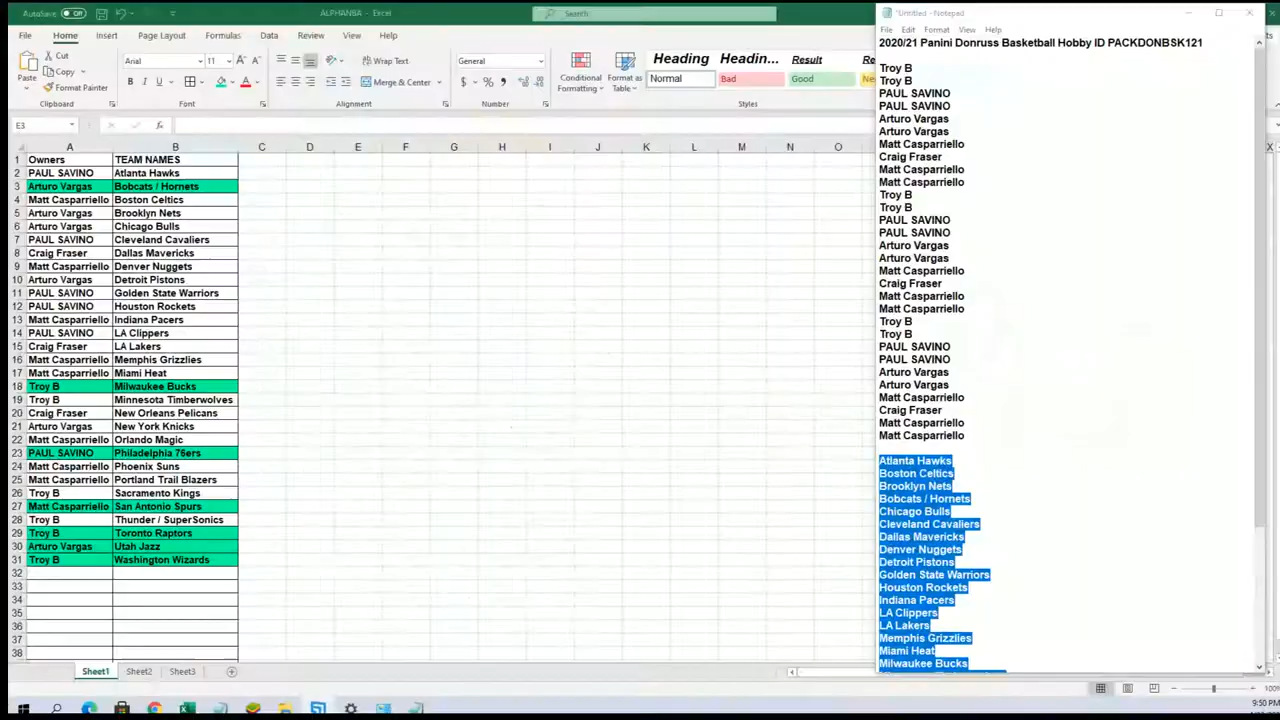 AutoSave Off
ALPHANSA - Excel
Search
File Home Insert Page Layout Formulas Data Review View Help
Cut
Copy
Format Painter
Paste
Clipboard
Arial
11
B I U
Font
Wrap Text
Merge & Center
Alignment
General
Number
Conditional Formatting
Format as Table
Heading Headin... Result
Normal Bad Good
Styles
E3
A B C D E F G H I J K L M N O
1 Owners TEAM NAMES
2 PAUL SAVINO Atlanta Hawks
3 Arturo Vargas Bobcats / Hornets
4 Matt Casparriello Boston Celtics
5 Arturo Vargas Brooklyn Nets
6 Arturo Vargas Chicago Bulls
7 PAUL SAVINO Cleveland Cavaliers
8 Craig Fraser Dallas Mavericks
9 Matt Casparriello Denver Nuggets
10 Arturo Vargas Detroit Pistons
11 PAUL SAVINO Golden State Warriors
12 PAUL SAVINO Houston Rockets
13 Matt Casparriello Indiana Pacers
14 PAUL SAVINO LA Clippers
15 Craig Fraser LA Lakers
16 Matt Casparriello Memphis Grizzlies
17 Matt Casparriello Miami Heat
18 Troy B Milwaukee Bucks
19 Troy B Minnesota Timberwolves
20 Craig Fraser New Orleans Pelicans
21 Arturo Vargas New York Knicks
22 Matt Casparriello Orlando Magic
23 PAUL SAVINO Philadelphia 76ers
24 Matt Casparriello Phoenix Suns
25 Matt Casparriello Portland Trail Blazers
26 Troy B Sacramento Kings
27 Matt Casparriello San Antonio Spurs
28 Troy B Thunder / SuperSonics
29 Troy B Toronto Raptors
30 Arturo Vargas Utah Jazz
31 Troy B Washington Wizards
32
33
34
35
36
37
38
Sheet1 Sheet2 Sheet3
*Untitled - Notepad
File Edit Format View Help
2020/21 Panini Donruss Basketball Hobby ID PACKDONBSK121
Troy B
Troy B
PAUL SAVINO
PAUL SAVINO
Arturo Vargas
Arturo Vargas
Matt Casparriello
Craig Fraser
Matt Casparriello
Matt Casparriello
Troy B
Troy B
PAUL SAVINO
PAUL SAVINO
Arturo Vargas
Arturo Vargas
Matt Casparriello
Craig Fraser
Matt Casparriello
Matt Casparriello
Troy B
Troy B
PAUL SAVINO
PAUL SAVINO
Arturo Vargas
Arturo Vargas
Matt Casparriello
Craig Fraser
Matt Casparriello
Matt Casparriello
Atlanta Hawks
Boston Celtics
Brooklyn Nets
Bobcats / Hornets
Chicago Bulls
Cleveland Cavaliers
Dallas Mavericks
Denver Nuggets
Detroit Pistons
Golden State Warriors
Houston Rockets
Indiana Pacers
LA Clippers
LA Lakers
Memphis Grizzlies
Miami Heat
Milwaukee Bucks
X
100%
9:50 PM